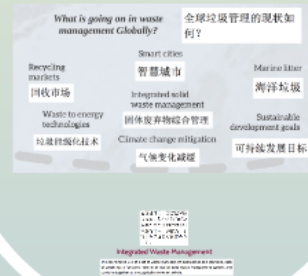 What is going on in waste
management Globally?
全球垃圾管理的现状如
何？
Smart cities
智慧城市
Recycling
markets
回收市场
Marine litter
海洋垃圾
Integrated solid
waste management
固体废弃物综合管理
Waste to energy
technologies
垃圾能源化技术
Sustainable
development goals
可持续发展目标
Climate change mitigation
气候变化减缓
Integrated Waste Management